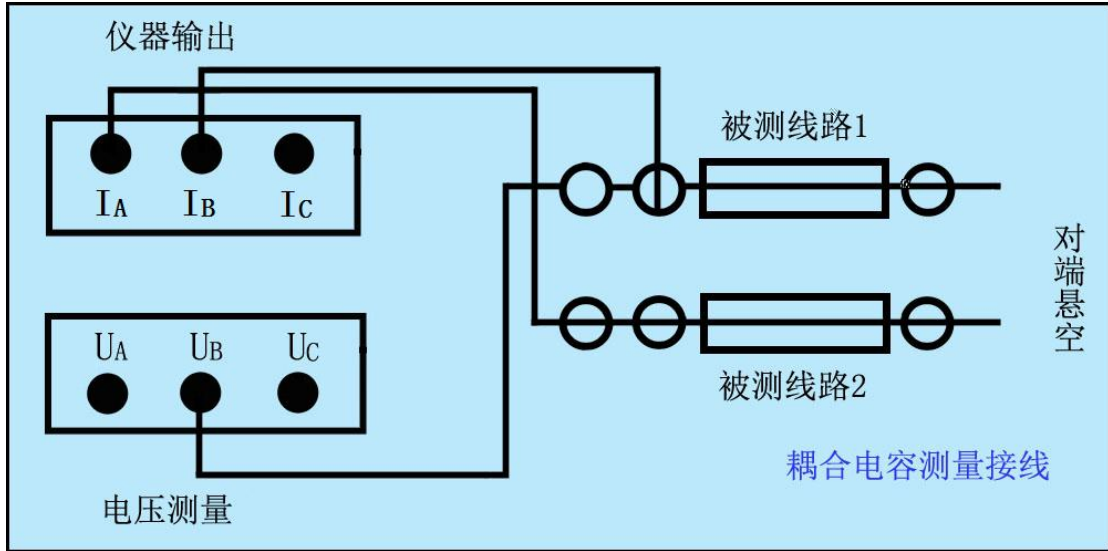 仪器输出
IA IB IC
被测线路1
对端悬空
UA UB UC
被测线路2
耦合电容测量接线
电压测量